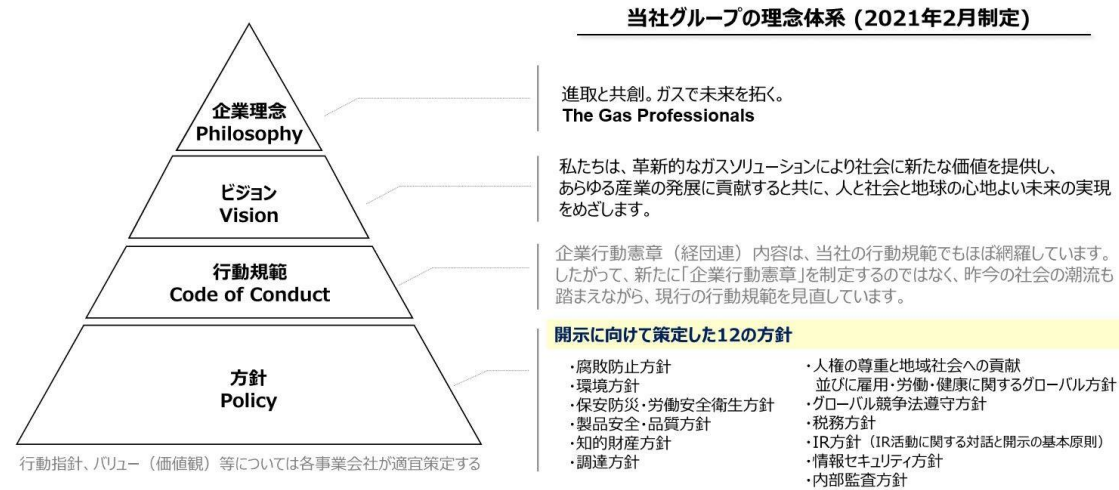 当社グループの理念体系 (2021年2月制定)
企業理念
Philosophy
進取と共創。ガスで未来を拓く。
The Gas Professionals
ビジョン
Vision
私たちは、革新的なガスソリューションにより社会に新たな価値を提供し、
あらゆる産業の発展に貢献すると共に、人と社会と地球の心地よい未来の実現
をめざします。
行動規範
Code of Conduct
企業行動憲章（経団連）内容は、当社の行動規範でもほぼ網羅しています。
したがって、新たに「企業行動憲章」を制定するのではなく、昨今の社会の潮流も
踏まえながら、現行の行動規範を見直しています。
方針
Policy
開示に向けて策定した12の方針
・腐敗防止方針
・環境方針
・保安防災・労働安全衛生方針
・製品安全・品質方針
・知的財産方針
・調達方針
・人権の尊重と地域社会への貢献
並びに雇用・労働・健康に関するグローバル方針
・グローバル競争法遵守方針
・税務方針
・IR方針（IR活動に関する対話と開示の基本原則）
・情報セキュリティ方針
・内部監査方針
行動指針、バリュー（価値観）等については各事業会社が適宜策定する